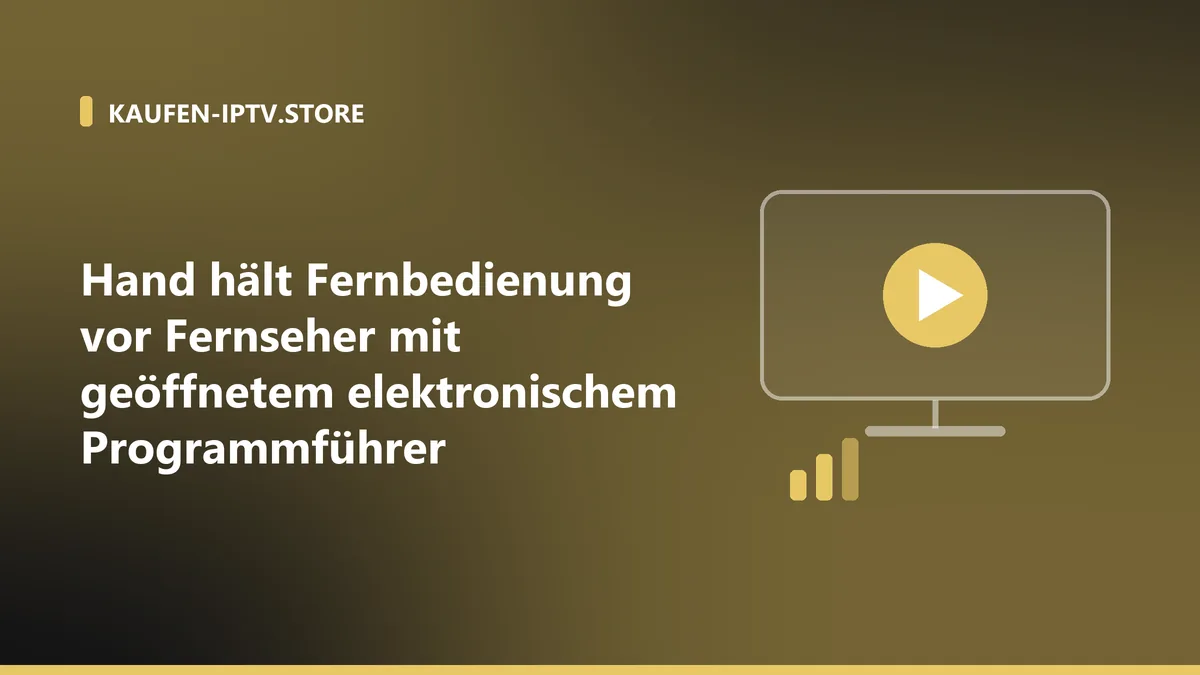 KAUFEN-IPTV.STORE
Hand hält Fernbedienung
vor Fernseher mit
geöffnetem elektronischem
Programmführer